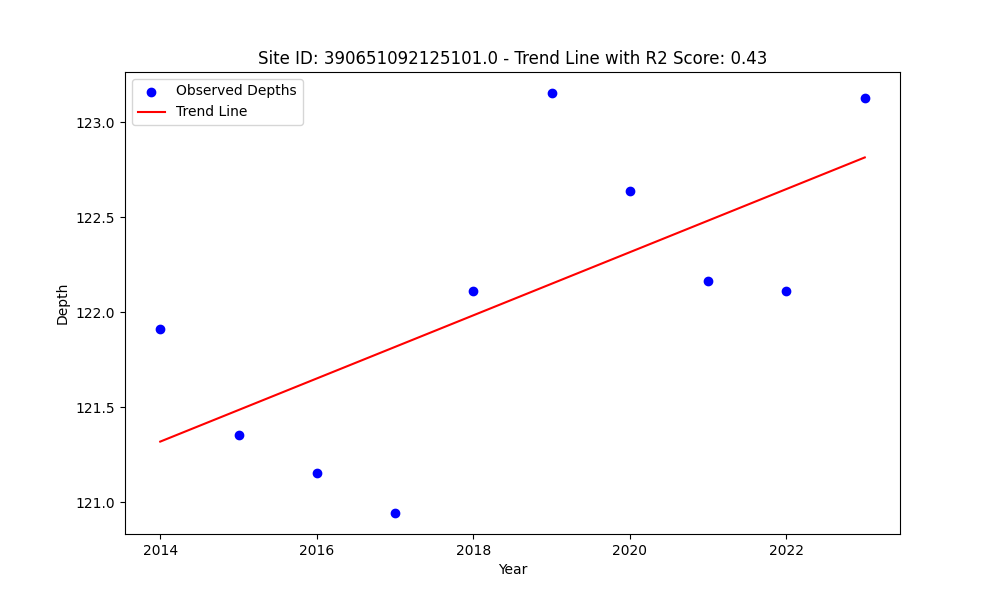 Site ID: 390651092125101.0 - Trend Line with R2 Score: 0.43
Observed Depths
Trend Line
123.0
122.5
122.0
121.5
121.0
Depth
2014
2016
2018
2020
2022
Year